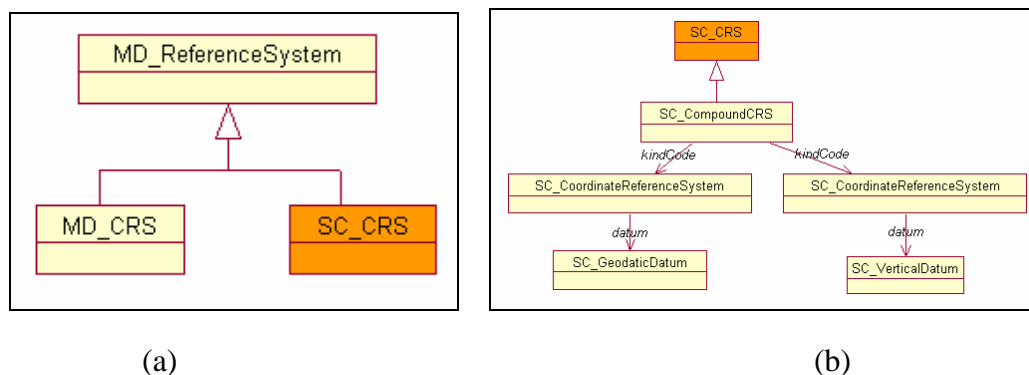 MD_ReferenceSystem
MD_CRS
SC_CRS
(a)
SC_CRS
SC_CompoundCRS
kindCode
kindCode
SC_CoordinateReferenceSystem
SC_CoordinateReferenceSystem
datum
datum
SC_GeodaticDatum
SC_VerticalDatum
(b)